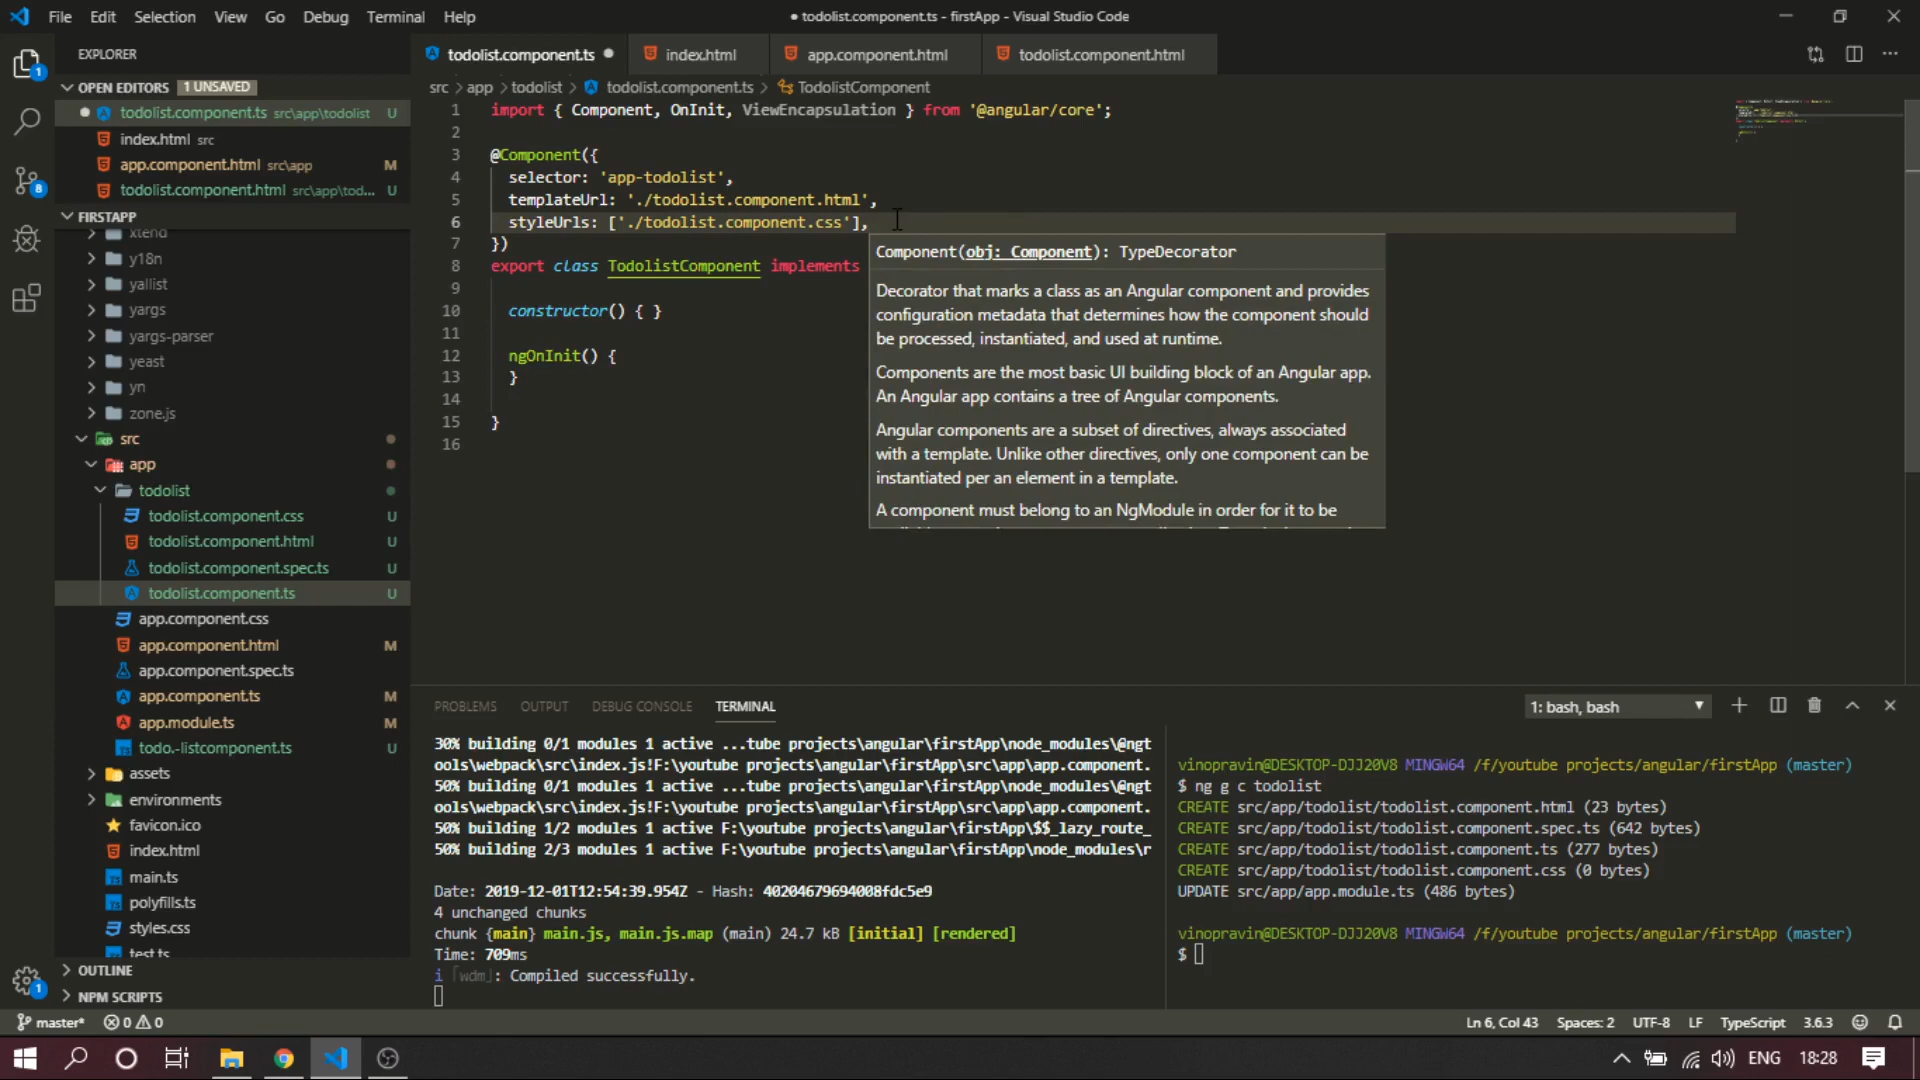 File Edit Selection View Go Debug Terminal Help
● todolist.component.ts - firstApp - Visual Studio Code
EXPLORER
OPEN EDITORS 1 UNSAVED
todolist.component.ts src\app\todolist U
index.html src
app.component.html src\app M
todolist.component.html src\app\tod... U
FIRSTAPP
xtend
y18n
yallist
yargs
yargs-parser
yeast
yn
zone.js
src
app
todolist
todolist.component.css U
todolist.component.html U
todolist.component.spec.ts U
todolist.component.ts U
app.component.css
app.component.html M
app.component.spec.ts
app.component.ts M
app.module.ts M
todo.-listcomponent.ts U
assets
environments
favicon.ico
index.html
main.ts
polyfills.ts
styles.css
test.ts
OUTLINE
NPM SCRIPTS
1
8
1
todolist.component.ts index.html app.component.html todolist.component.html
src > app > todolist > todolist.component.ts > TodolistComponent
1 import { Component, OnInit, ViewEncapsulation } from '@angular/core';
2
3 @Component({
4 selector: 'app-todolist',
5 templateUrl: './todolist.component.html',
6 styleUrls: ['./todolist.component.css'],
7 })
8 export class TodolistComponent implements
9
10 constructor() { }
11
12 ngOnInit() {
13 }
14
15 }
16
Component(obj: Component): TypeDecorator
Decorator that marks a class as an Angular component and provides
configuration metadata that determines how the component should
be processed, instantiated, and used at runtime.
Components are the most basic UI building block of an Angular app.
An Angular app contains a tree of Angular components.
Angular components are a subset of directives, always associated
with a template. Unlike other directives, only one component can be
instantiated per an element in a template.
A component must belong to an NgModule in order for it to be
PROBLEMS OUTPUT DEBUG CONSOLE TERMINAL
1: bash, bash
30% building 0/1 modules 1 active ...tube projects\angular\firstApp\node_modules\@ngt
ools\webpack\src\index.js!F:\youtube projects\angular\firstApp\src\app\app.component.
50% building 0/1 modules 1 active ...tube projects\angular\firstApp\node_modules\@ngt
ools\webpack\src\index.js!F:\youtube projects\angular\firstApp\src\app\app.component.
50% building 1/2 modules 1 active F:\youtube projects\angular\firstApp\$$_lazy_route_
50% building 2/3 modules 1 active F:\youtube projects\angular\firstApp\node_modules\r
Date: 2019-12-01T12:54:39.954Z - Hash: 40204679694008fdc5e9
4 unchanged chunks
chunk {main} main.js, main.js.map (main) 24.7 kB [initial] [rendered]
Time: 709ms
i ｢wdm｣: Compiled successfully.
vinopravin@DESKTOP-DJJ20V8 MINGW64 /f/youtube projects/angular/firstApp (master)
$ ng g c todolist
CREATE src/app/todolist/todolist.component.html (23 bytes)
CREATE src/app/todolist/todolist.component.spec.ts (642 bytes)
CREATE src/app/todolist/todolist.component.ts (277 bytes)
CREATE src/app/todolist/todolist.component.css (0 bytes)
UPDATE src/app/app.module.ts (486 bytes)
vinopravin@DESKTOP-DJJ20V8 MINGW64 /f/youtube projects/angular/firstApp (master)
$
master* 0 0
Ln 6, Col 43 Spaces: 2 UTF-8 LF TypeScript 3.6.3
ENG 18:28